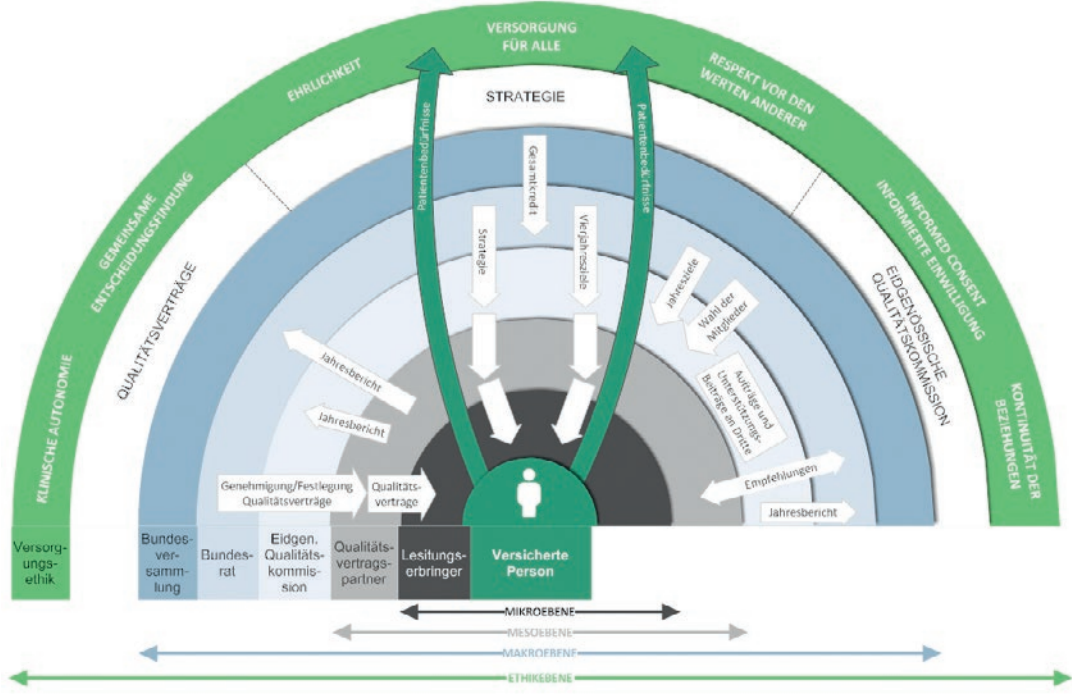 VERSORGUNG
FÜR ALLE
EHRLICHKEIT
RESPEKT VOR DEN
WERTEN ANDERER
GEMEINSAME
ENTSCHEIDUNGSFINDUNG
INFORMED CONSENT
INFORMIERTE EINWILLIGUNG
KLINISCHE AUTONOMIE
KONTINUITÄT DER
BEZIEHUNGEN
STRATEGIE
QUALITÄTSVERTRÄGE
EIDGENÖSSISCHE
QUALITÄTSKOMMISSION
Patientenbedürfnisse
Patientenbedürfnisse
Gesamtkredit
Strategie
Vierjahresziele
Jahresziele
Wahl der
Mitglieder
Aufträge und
Unterstützungs-
Beiträge an Dritte
Jahresbericht
Jahresbericht
Empfehlungen
Genehmigung/Festlegung
Qualitätsverträge
Qualitäts-
verträge
Jahresbericht
Versorg-
ungs-
ethik
Bundes-
ver-
samm-
lung
Bundes-
rat
Eidgen.
Qualitäts-
kommis-
sion
Qualitäts-
vertrags-
partner
Lesitungs-
erbringer
Versicherte
Person
MIKROEBENE
MESOEBENE
MAKROEBENE
ETHIKEBENE